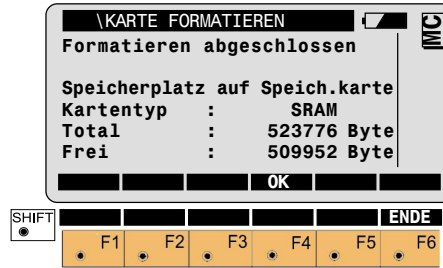 \KARTE FORMATIEREN
MC
Formatieren abgeschlossen
Speicherplatz auf Speich.karte
Kartentyp : SRAM
Total : 523776 Byte
Frei : 509952 Byte
OK
SHIFT ENDE
F1 F2 F3 F4 F5 F6